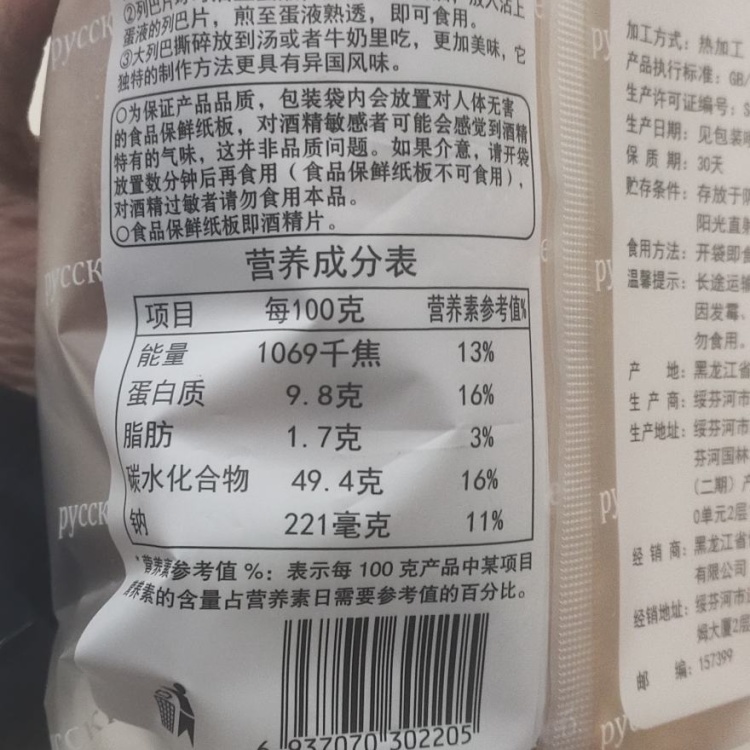 ②列巴片
蛋液的列巴片，煎至蛋液熟透，即可食用。
③大列巴撕碎放到汤或者牛奶里吃，更加美味，它
独特的制作方法更具有异国风味。
○为保证产品品质，包装袋内会放置对人体无害
的食品保鲜纸板，对酒精敏感者可能会感觉到酒精
特有的气味，这并非品质问题。如果介意，请开袋
放置数分钟后再食用（食品保鲜纸板不可食用），
对酒精过敏者请勿食用本品。
○食品保鲜纸板即酒精片。
营养成分表
项目 每100克 营养素参考值%
能量 1069千焦 13%
蛋白质 9.8克 16%
脂肪 1.7克 3%
碳水化合物 49.4克 16%
钠 221毫克 11%
*营养素参考值 %：表示每 100 克产品中某项目
营养素的含量占营养素日需要参考值的百分比。
6 937070 302205
加工方式：热加工
产品执行标准：GB/
生产许可证编号：S
生产日期：见包装
保 质 期：30天
贮存条件：存放于阴
阳光直射
食用方法：开袋即食
温馨提示：长途运输
因发霉、
勿食用。
产 地：黑龙江省
生 产 商：绥芬河市
生产地址：绥芬河市
芬河国林
（二期）产
0单元2层
经 销 商：黑龙江省
有限公司
经销地址：绥芬河市
姆大厦2层
邮 编：157399
русск
русск
русск